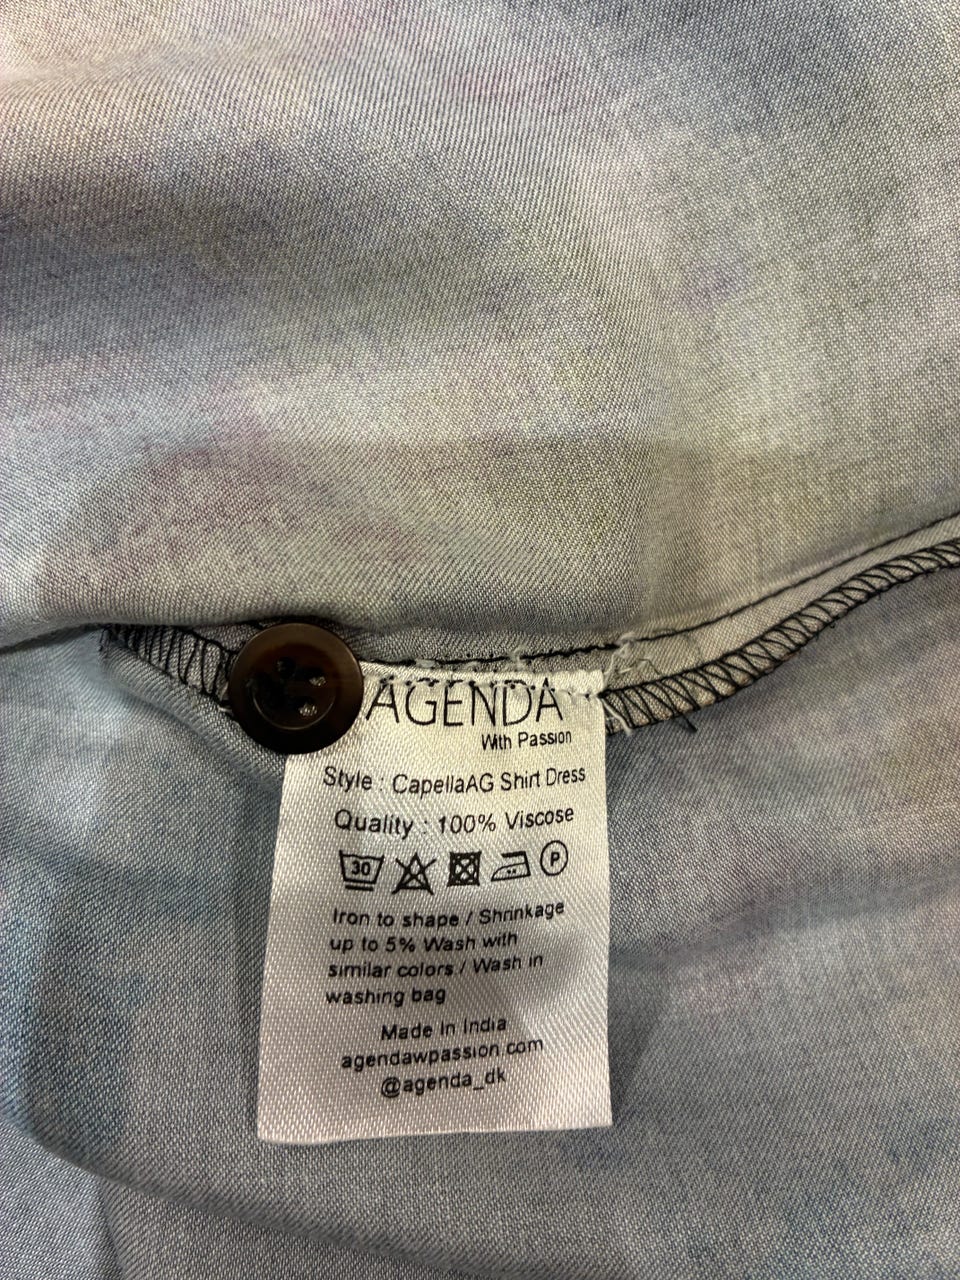 AGENDA
With Passion
Style : CapellaAG Shirt Dress
Quality : 100% Viscose
30 P
Iron to shape / Shrinkage
up to 5% Wash with
similar colors / Wash in
washing bag
Made in India
agendawpassion.com
@agenda_dk